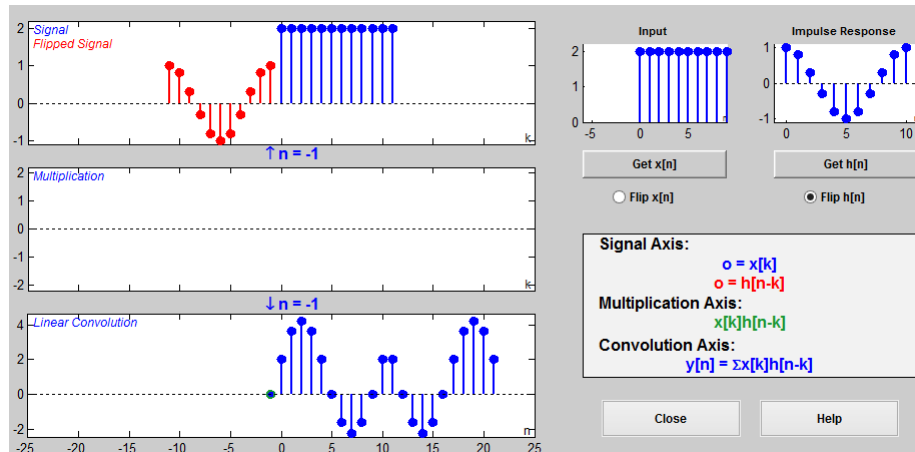 Signal
Flipped Signal
2
1
0
-1
k
↑ n = -1
Multiplication
2
1
0
-1
-2
k
↓ n = -1
Linear Convolution
4
2
0
-2
n
-25 -20 -15 -10 -5 0 5 10 15 20 25
Input
2
1
0
-5 0 5
Impulse Response
1
0
-1
0 5 10
Get x[n]
Get h[n]
Flip x[n]
Flip h[n]
Signal Axis:
o = x[k]
o = h[n-k]
Multiplication Axis:
x[k]h[n-k]
Convolution Axis:
y[n] = Σx[k]h[n-k]
Close
Help